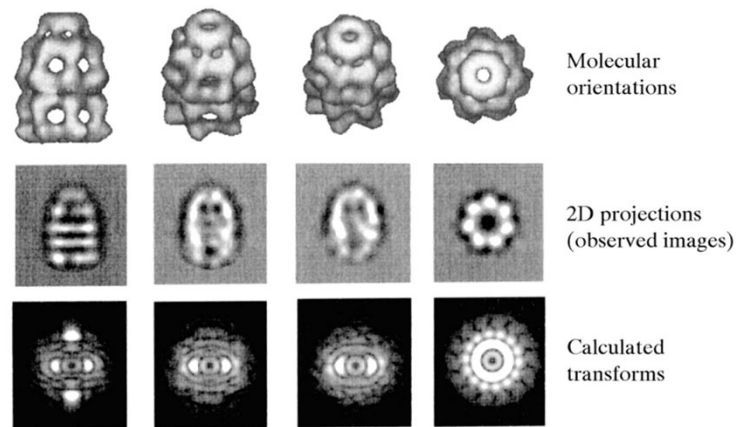 Molecular
orientations
2D projections
(observed images)
Calculated
transforms